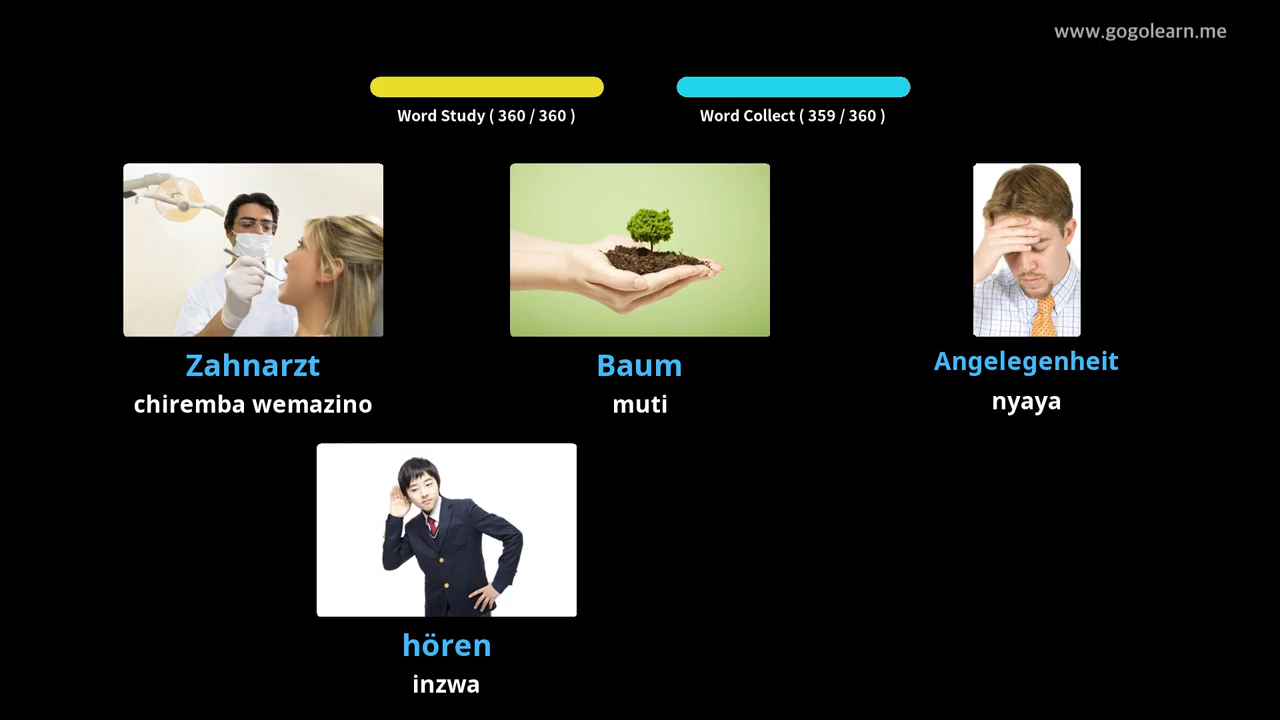 www.gogolearn.me
Word Study ( 360 / 360 )
Word Collect ( 359 / 360 )
Zahnarzt
chiremba wemazino
Baum
muti
Angelegenheit
nyaya
hören
inzwa